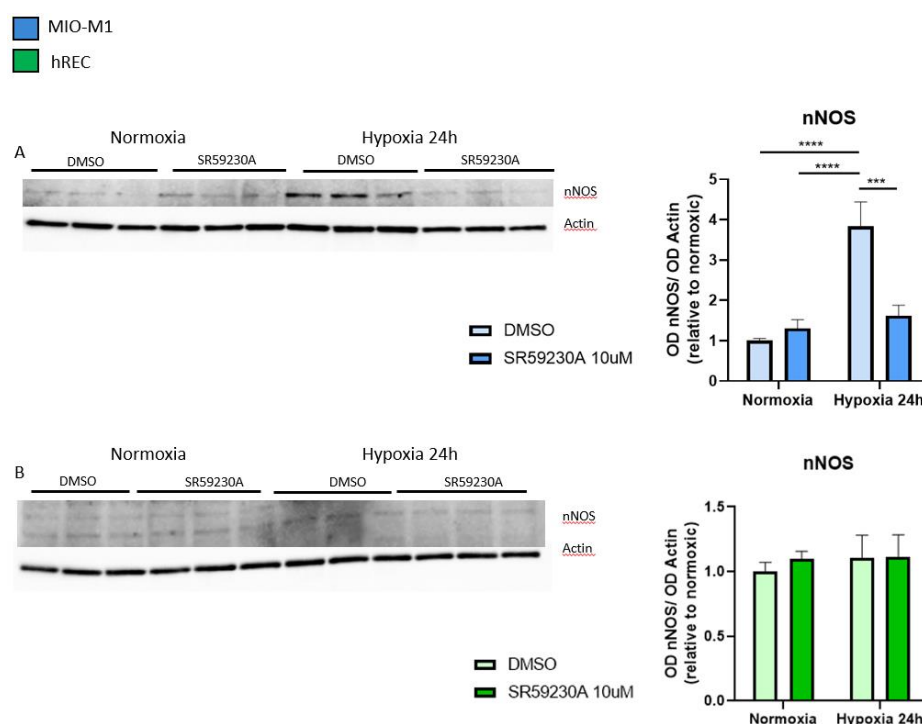 MIO-M1
hREC
A
Normoxia
Hypoxia 24h
DMSO
SR59230A
DMSO
SR59230A
nNOS
Actin
DMSO
SR59230A 10uM
nNOS
****
****
***
OD nNOS/ OD Actin
(relative to normoxic)
5
4
3
2
1
0
Normoxia
Hypoxia 24h
B
Normoxia
Hypoxia 24h
DMSO
SR59230A
DMSO
SR59230A
nNOS
Actin
DMSO
SR59230A 10uM
nNOS
OD nNOS/ OD Actin
(relative to normoxic)
1.5
1.0
0.5
0.0
Normoxia
Hypoxia 24h